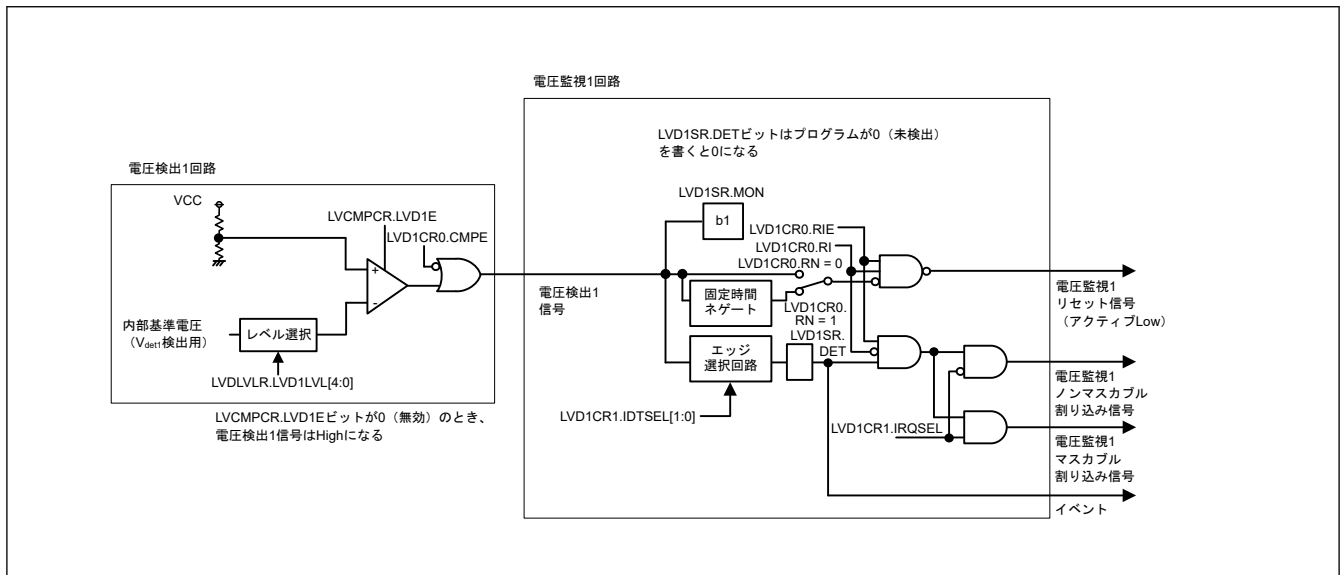 電圧監視1回路
LVD1SR.DETビットはプログラムが0（未検出）
を書くと0になる
電圧検出1回路
VCC
LVCMPCR.LVD1E
LVD1CR0.CMPE
+
-
内部基準電圧
（Vdet1検出用）
レベル選択
LVDLVLR.LVD1LVL[4:0]
LVCMPCR.LVD1Eビットが0（無効）のとき、
電圧検出1信号はHighになる
電圧検出1
信号
LVD1SR.MON
b1
LVD1CR0.RIE
LVD1CR0.RI
LVD1CR0.RN = 0
固定時間
ネゲート
LVD1CR0.
RN = 1
LVD1SR.
DET
エッジ
選択回路
LVD1CR1.IDTSEL[1:0]
LVD1CR1.IRQSEL
電圧監視1
リセット信号
（アクティブLow）
電圧監視1
ノンマスカブル
割り込み信号
電圧監視1
マスカブル
割り込み信号
イベント